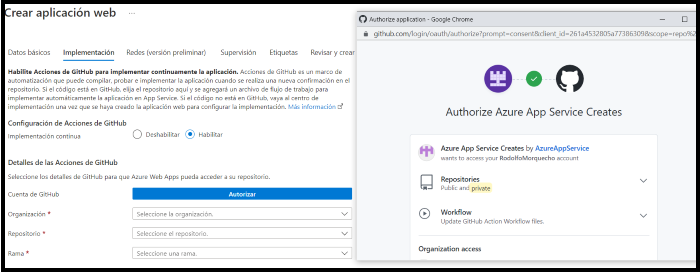 Crear aplicación web ...
Datos básicos Implementación Redes (versión preliminar) Supervisión Etiquetas Revisar y crear
Habilite Acciones de GitHub para implementar continuamente la aplicación. Acciones de GitHub es un marco de
automatización que puede compilar, probar e implementar la aplicación cuando se realiza una nueva confirmación en el
repositorio. Si el código está en GitHub, elija el repositorio aquí y se agregará un archivo de flujo de trabajo para
implementar automáticamente la aplicación en App Service. Si el código no está en GitHub, vaya al centro de
implementación una vez que se haya creado la aplicación web para configurar la implementación. Más información
Configuración de Acciones de GitHub
Implementación continua Deshabilitar Habilitar
Detalles de las Acciones de GitHub
Seleccione los detalles de GitHub para que Azure Web Apps pueda acceder a su repositorio.
Cuenta de GitHub Autorizar
Organización * Seleccione la organización.
Repositorio * Seleccione el repositorio.
Rama * Seleccione una rama.
Authorize application - Google Chrome
github.com/login/oauth/authorize?prompt=consent&client_id=261a4532805a77386309&scope=repo%2
Authorize Azure App Service Creates
Azure App Service Creates by AzureAppService
wants to access your RodolfoMorquecho account
Repositories
Public and private
Workflow
Update GitHub Action Workflow files.
Organization access